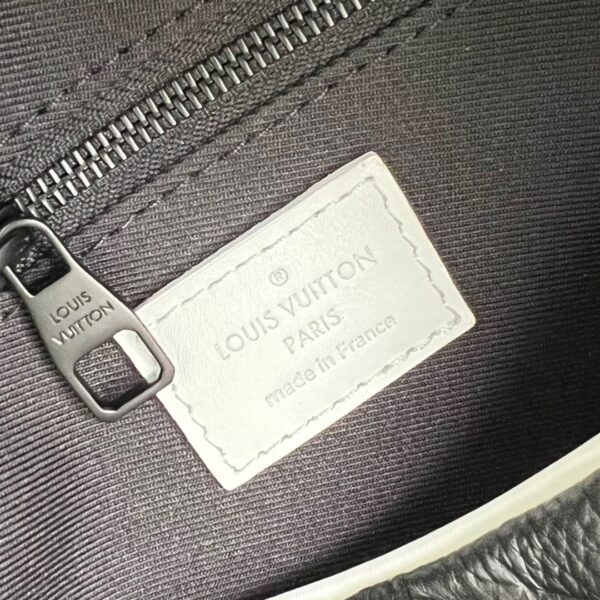 LOUIS
VUITTON
®
LOUIS VUITTON
PARIS
made in France